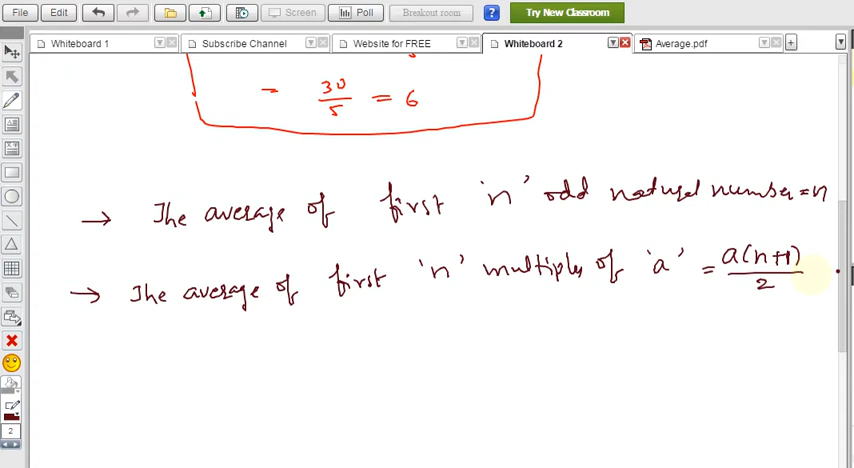 File Edit Screen Poll Breakout room ? Try New Classroom
Whiteboard 1 Subscribe Channel Website for FREE Whiteboard 2 Average.pdf
= 30/5 = 6
→ The average of first 'n' odd natural number = n
→ The average of first 'n' multiples of 'a' = a(n+1)/2
2